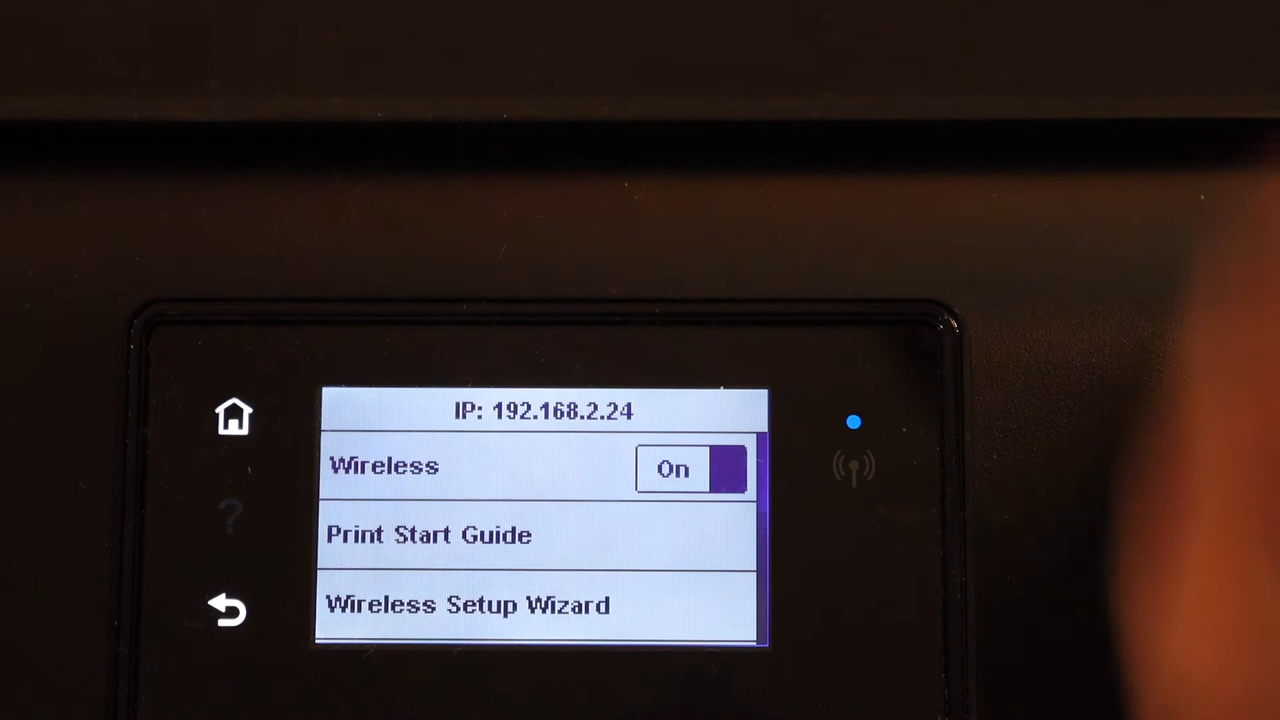 IP: 192.168.2.24
Wireless On
Print Start Guide
Wireless Setup Wizard
?